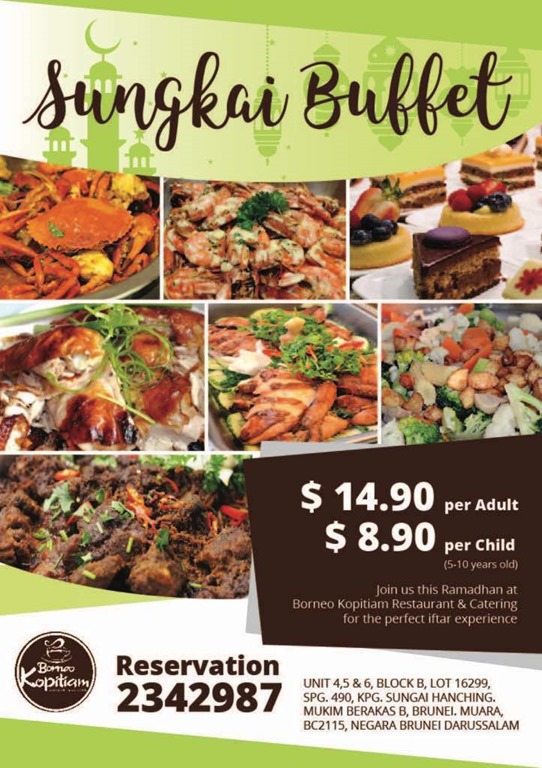 Sungkai Buffet
$ 14.90 per Adult
$ 8.90 per Child
(5-10 years old)
Join us this Ramadhan at
Borneo Kopitiam Restaurant & Catering
for the perfect iftar experience
Borneo
Kopitiam
Reservation
2342987
UNIT 4,5 & 6, BLOCK B, LOT 16299,
SPG. 490, KPG. SUNGAI HANCHING.
MUKIM BERAKAS B, BRUNEI. MUARA,
BC2115, NEGARA BRUNEI DARUSSALAM